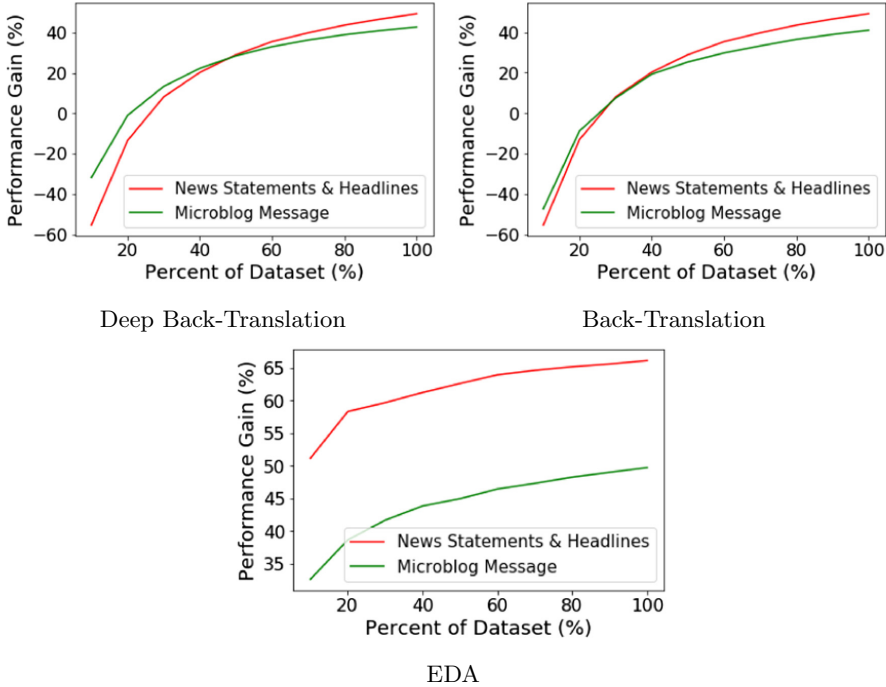 Performance Gain (%)
40
20
0
−20
−40
−60
News Statements & Headlines
Microblog Message
20 40 60 80 100
Percent of Dataset (%)
Deep Back-Translation
Performance Gain (%)
40
20
0
−20
−40
−60
News Statements & Headlines
Microblog Message
20 40 60 80 100
Percent of Dataset (%)
Back-Translation
Performance Gain (%)
65
60
55
50
45
40
35
News Statements & Headlines
Microblog Message
20 40 60 80 100
Percent of Dataset (%)
EDA